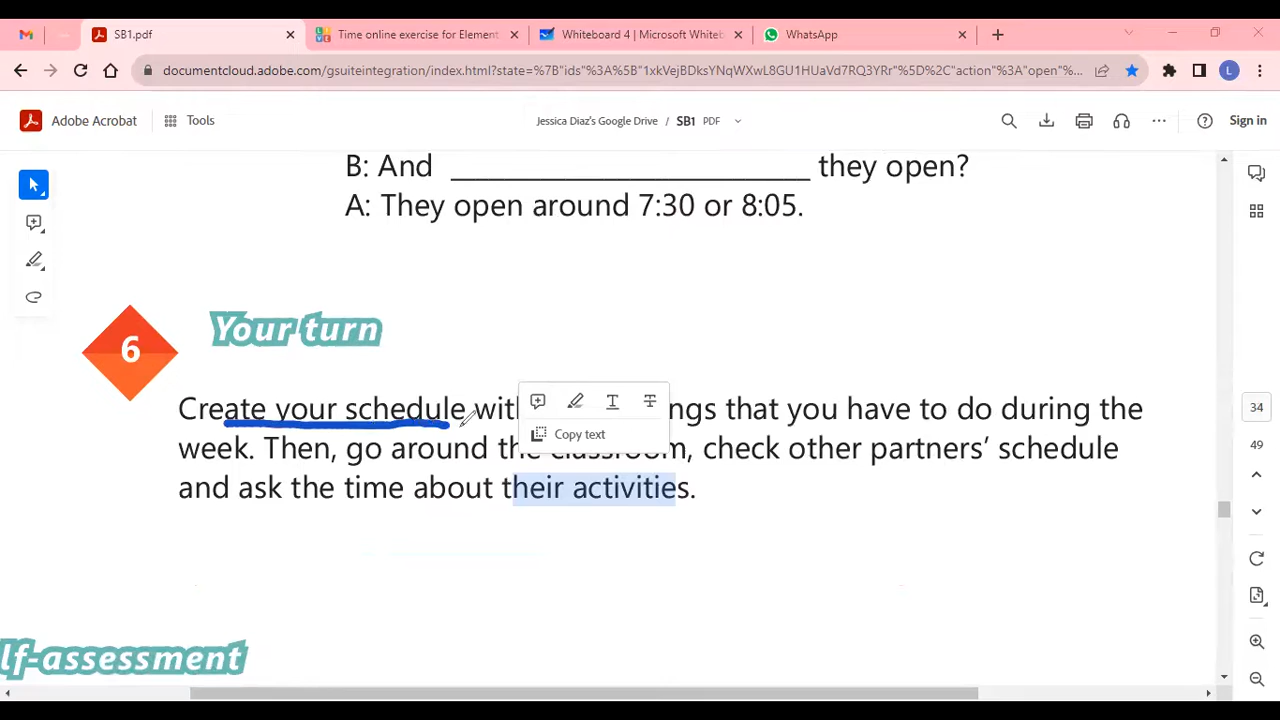 SB1.pdf
Time online exercise for Element
Whiteboard 4 | Microsoft Whiteb
WhatsApp
documentcloud.adobe.com/gsuiteintegration/index.html?state=%7B"ids"%3A%5B"1xkVejBDksYNqWXwL8GU1HUaVd7RQ3YRr"%5D%2C"action"%3A"open"%...
L
Adobe Acrobat
Tools
Jessica Diaz's Google Drive / SB1 PDF
Sign in
B: And ________________________ they open?
A: They open around 7:30 or 8:05.
6
Your turn
Create your schedule with ngs that you have to do during the
week. Then, go around the classroom, check other partners’ schedule
and ask the time about their activities.
Copy text
34
49
lf-assessment